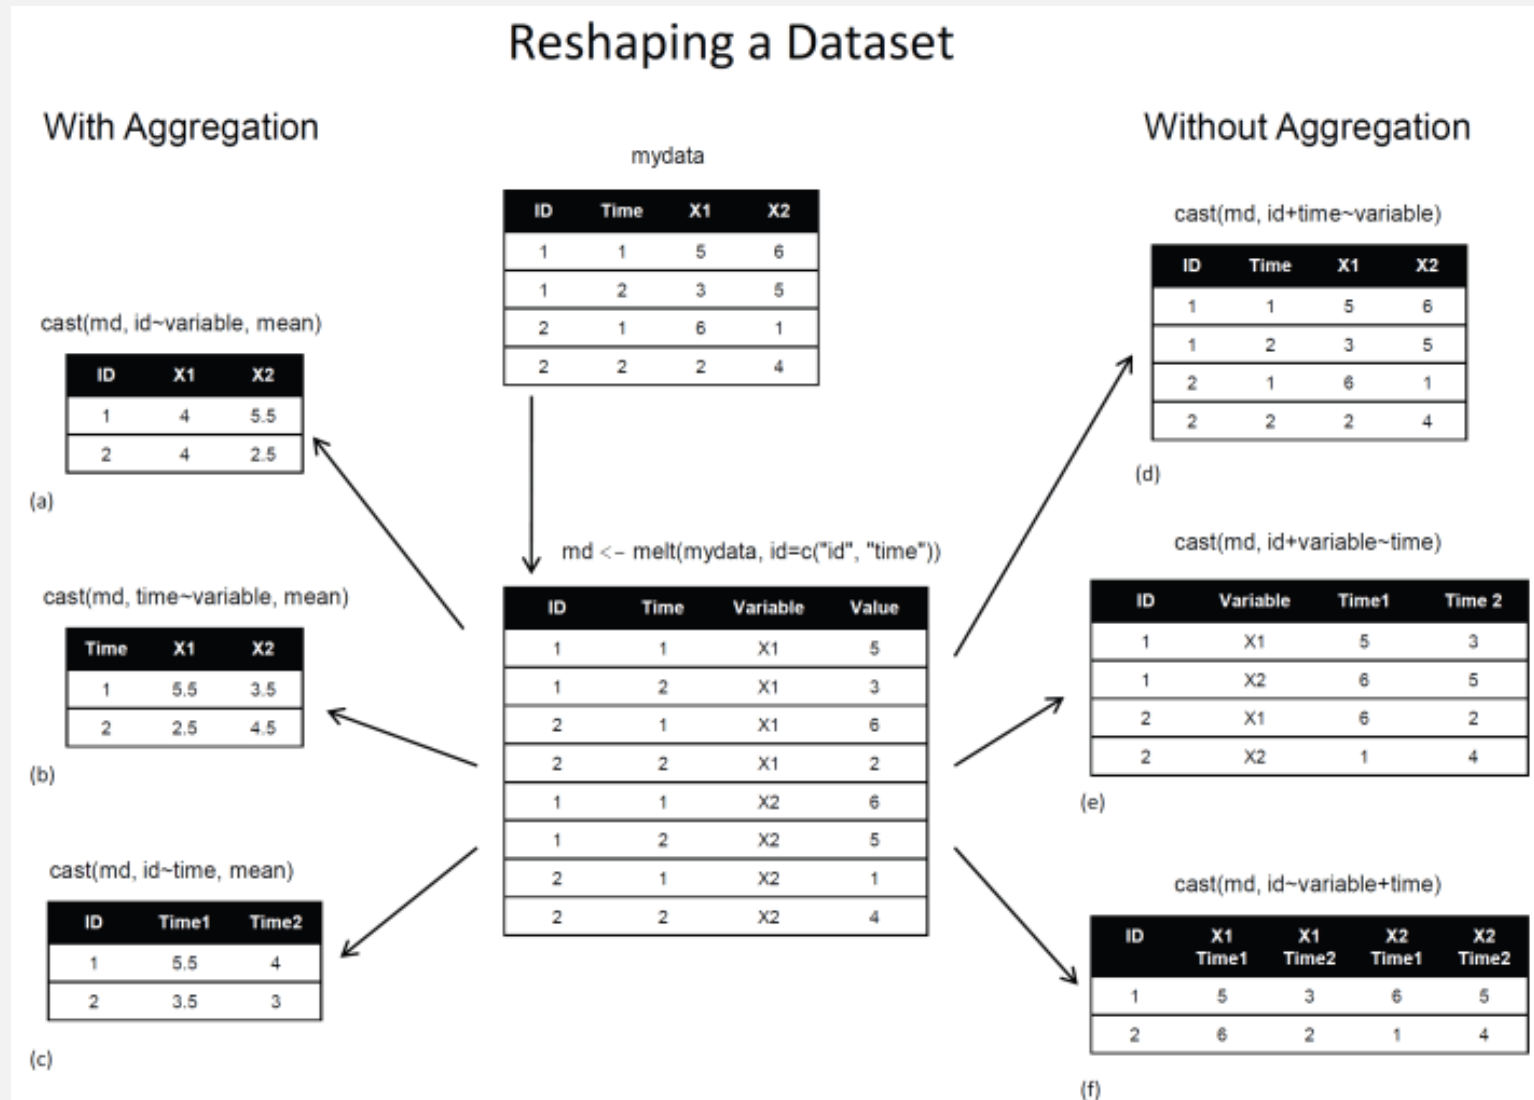 Reshaping a Dataset
With Aggregation
Without Aggregation
mydata
ID Time X1 X2
1 1 5 6
1 2 3 5
2 1 6 1
2 2 2 4
cast(md, id~variable, mean)
ID X1 X2
1 4 5.5
2 4 2.5
(a)
cast(md, time~variable, mean)
Time X1 X2
1 5.5 3.5
2 2.5 4.5
(b)
cast(md, id~time, mean)
ID Time1 Time2
1 5.5 4
2 3.5 3
(c)
md <- melt(mydata, id=c("id", "time"))
ID Time Variable Value
1 1 X1 5
1 2 X1 3
2 1 X1 6
2 2 X1 2
1 1 X2 6
1 2 X2 5
2 1 X2 1
2 2 X2 4
cast(md, id+time~variable)
ID Time X1 X2
1 1 5 6
1 2 3 5
2 1 6 1
2 2 2 4
(d)
cast(md, id+variable~time)
ID Variable Time1 Time 2
1 X1 5 3
1 X2 6 5
2 X1 6 2
2 X2 1 4
(e)
cast(md, id~variable+time)
ID X1 X1 X2 X2
Time1 Time2 Time1 Time2
1 5 3 6 5
2 6 2 1 4
(f)